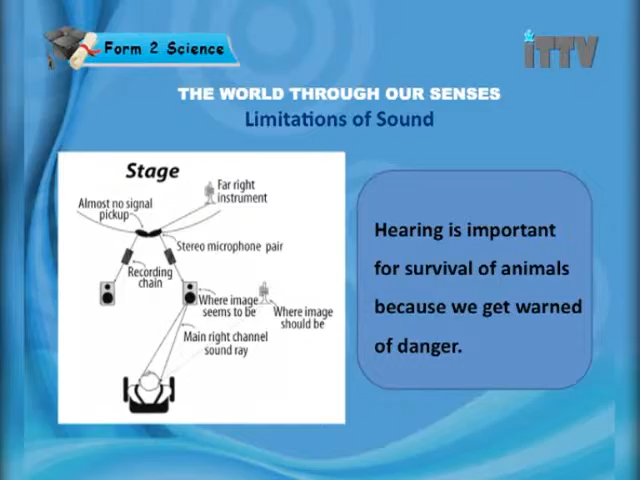 Form 2 Science
iTTV
THE WORLD THROUGH OUR SENSES
Limitations of Sound
Stage
Far right
instrument
Almost no signal
pickup
Stereo microphone pair
Recording
chain
Where image
seems to be
Where image
should be
Main right channel
sound ray
Hearing is important
for survival of animals
because we get warned
of danger.